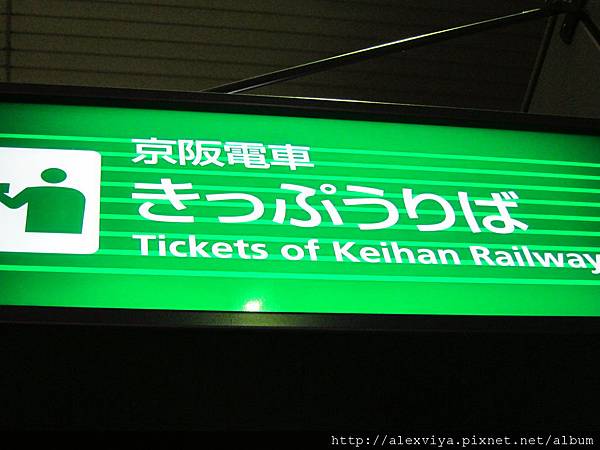 京阪電車
きっぷうりば
Tickets of Keihan Railway
http://alexviya.pixnet.net/album